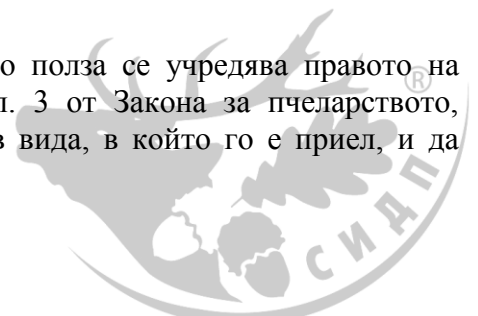 о полза се учредява правото на
л. 3 от Закона за пчеларството,
в вида, в който го е приел, и да
®
СИДП